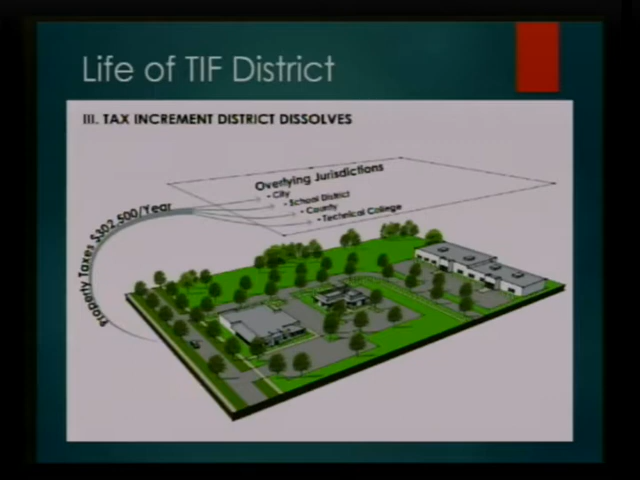 Life of TIF District
III. TAX INCREMENT DISTRICT DISSOLVES
Overlying Jurisdictions
• City
• School District
• County
• Technical College
Property Taxes $302,500/Year